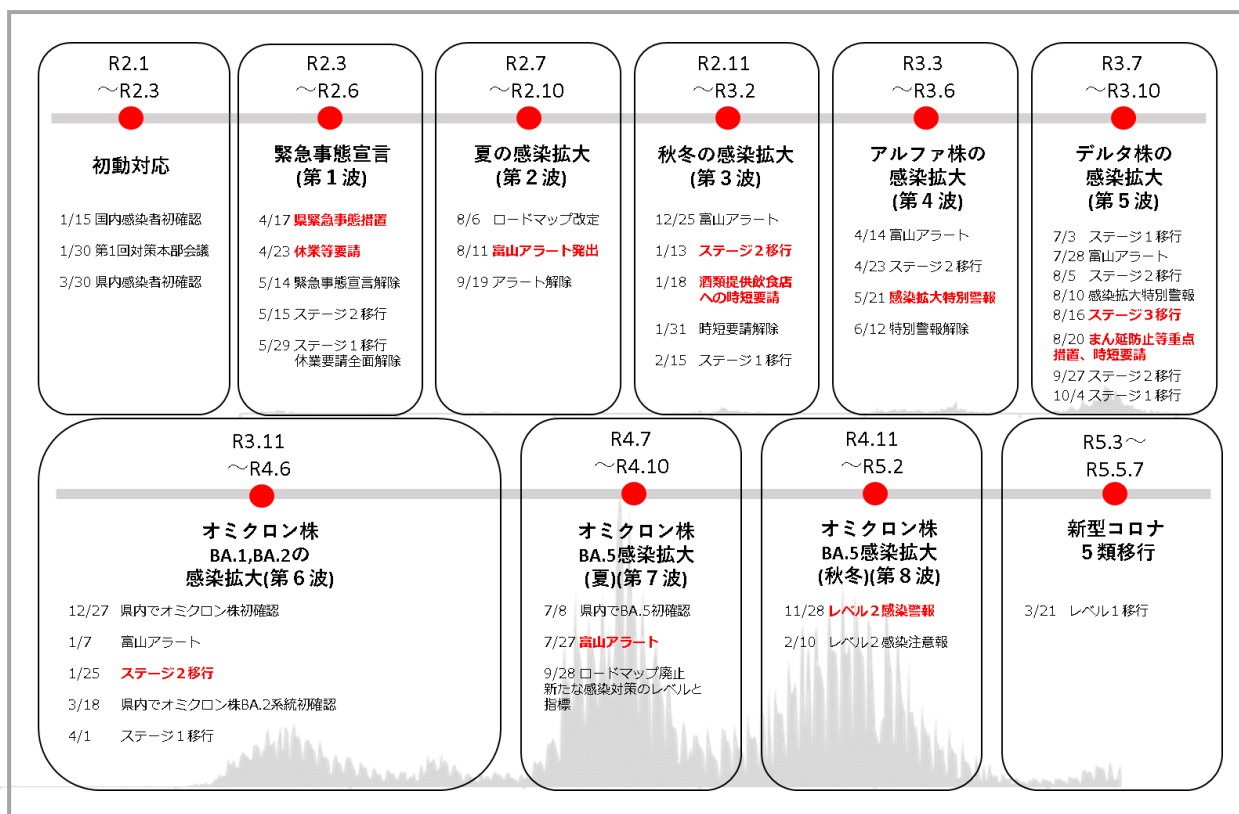 R2.1
～R2.3
初動対応
1/15 国内感染者初確認
1/30 第1回対策本部会議
3/30 県内感染者初確認
R2.3
～R2.6
緊急事態宣言
(第１波)
4/17 県緊急事態措置
4/23 休業等要請
5/14 緊急事態宣言解除
5/15 ステージ２移行
5/29 ステージ１移行
休業要請全面解除
R2.7
～R2.10
夏の感染拡大
(第２波)
8/6 ロードマップ改定
8/11 富山アラート発出
9/19 アラート解除
R2.11
～R3.2
秋冬の感染拡大
(第３波)
12/25 富山アラート
1/13 ステージ２移行
1/18 酒類提供飲食店
への時短要請
1/31 時短要請解除
2/15 ステージ１移行
R3.3
～R3.6
アルファ株の
感染拡大
(第４波)
4/14 富山アラート
4/23 ステージ２移行
5/21 感染拡大特別警報
6/12 特別警報解除
R3.7
～R3.10
デルタ株の
感染拡大
(第５波)
7/3 ステージ１移行
7/28 富山アラート
8/5 ステージ２移行
8/10 感染拡大特別警報
8/16 ステージ３移行
8/20 まん延防止等重点
措置、時短要請
9/27 ステージ２移行
10/4 ステージ１移行
R3.11
～R4.6
オミクロン株
BA.1,BA.2の
感染拡大(第６波)
12/27 県内でオミクロン株初確認
1/7 富山アラート
1/25 ステージ２移行
3/18 県内でオミクロン株BA.2系統初確認
4/1 ステージ１移行
R4.7
～R4.10
オミクロン株
BA.5感染拡大
(夏)(第７波)
7/8 県内でBA.5初確認
7/27 富山アラート
9/28 ロードマップ廃止
新たな感染対策のレベルと
指標
R4.11
～R5.2
オミクロン株
BA.5感染拡大
(秋冬)(第８波)
11/28 レベル２感染警報
2/10 レベル２感染注意報
R5.3～
R5.5.7
新型コロナ
５類移行
3/21 レベル１移行